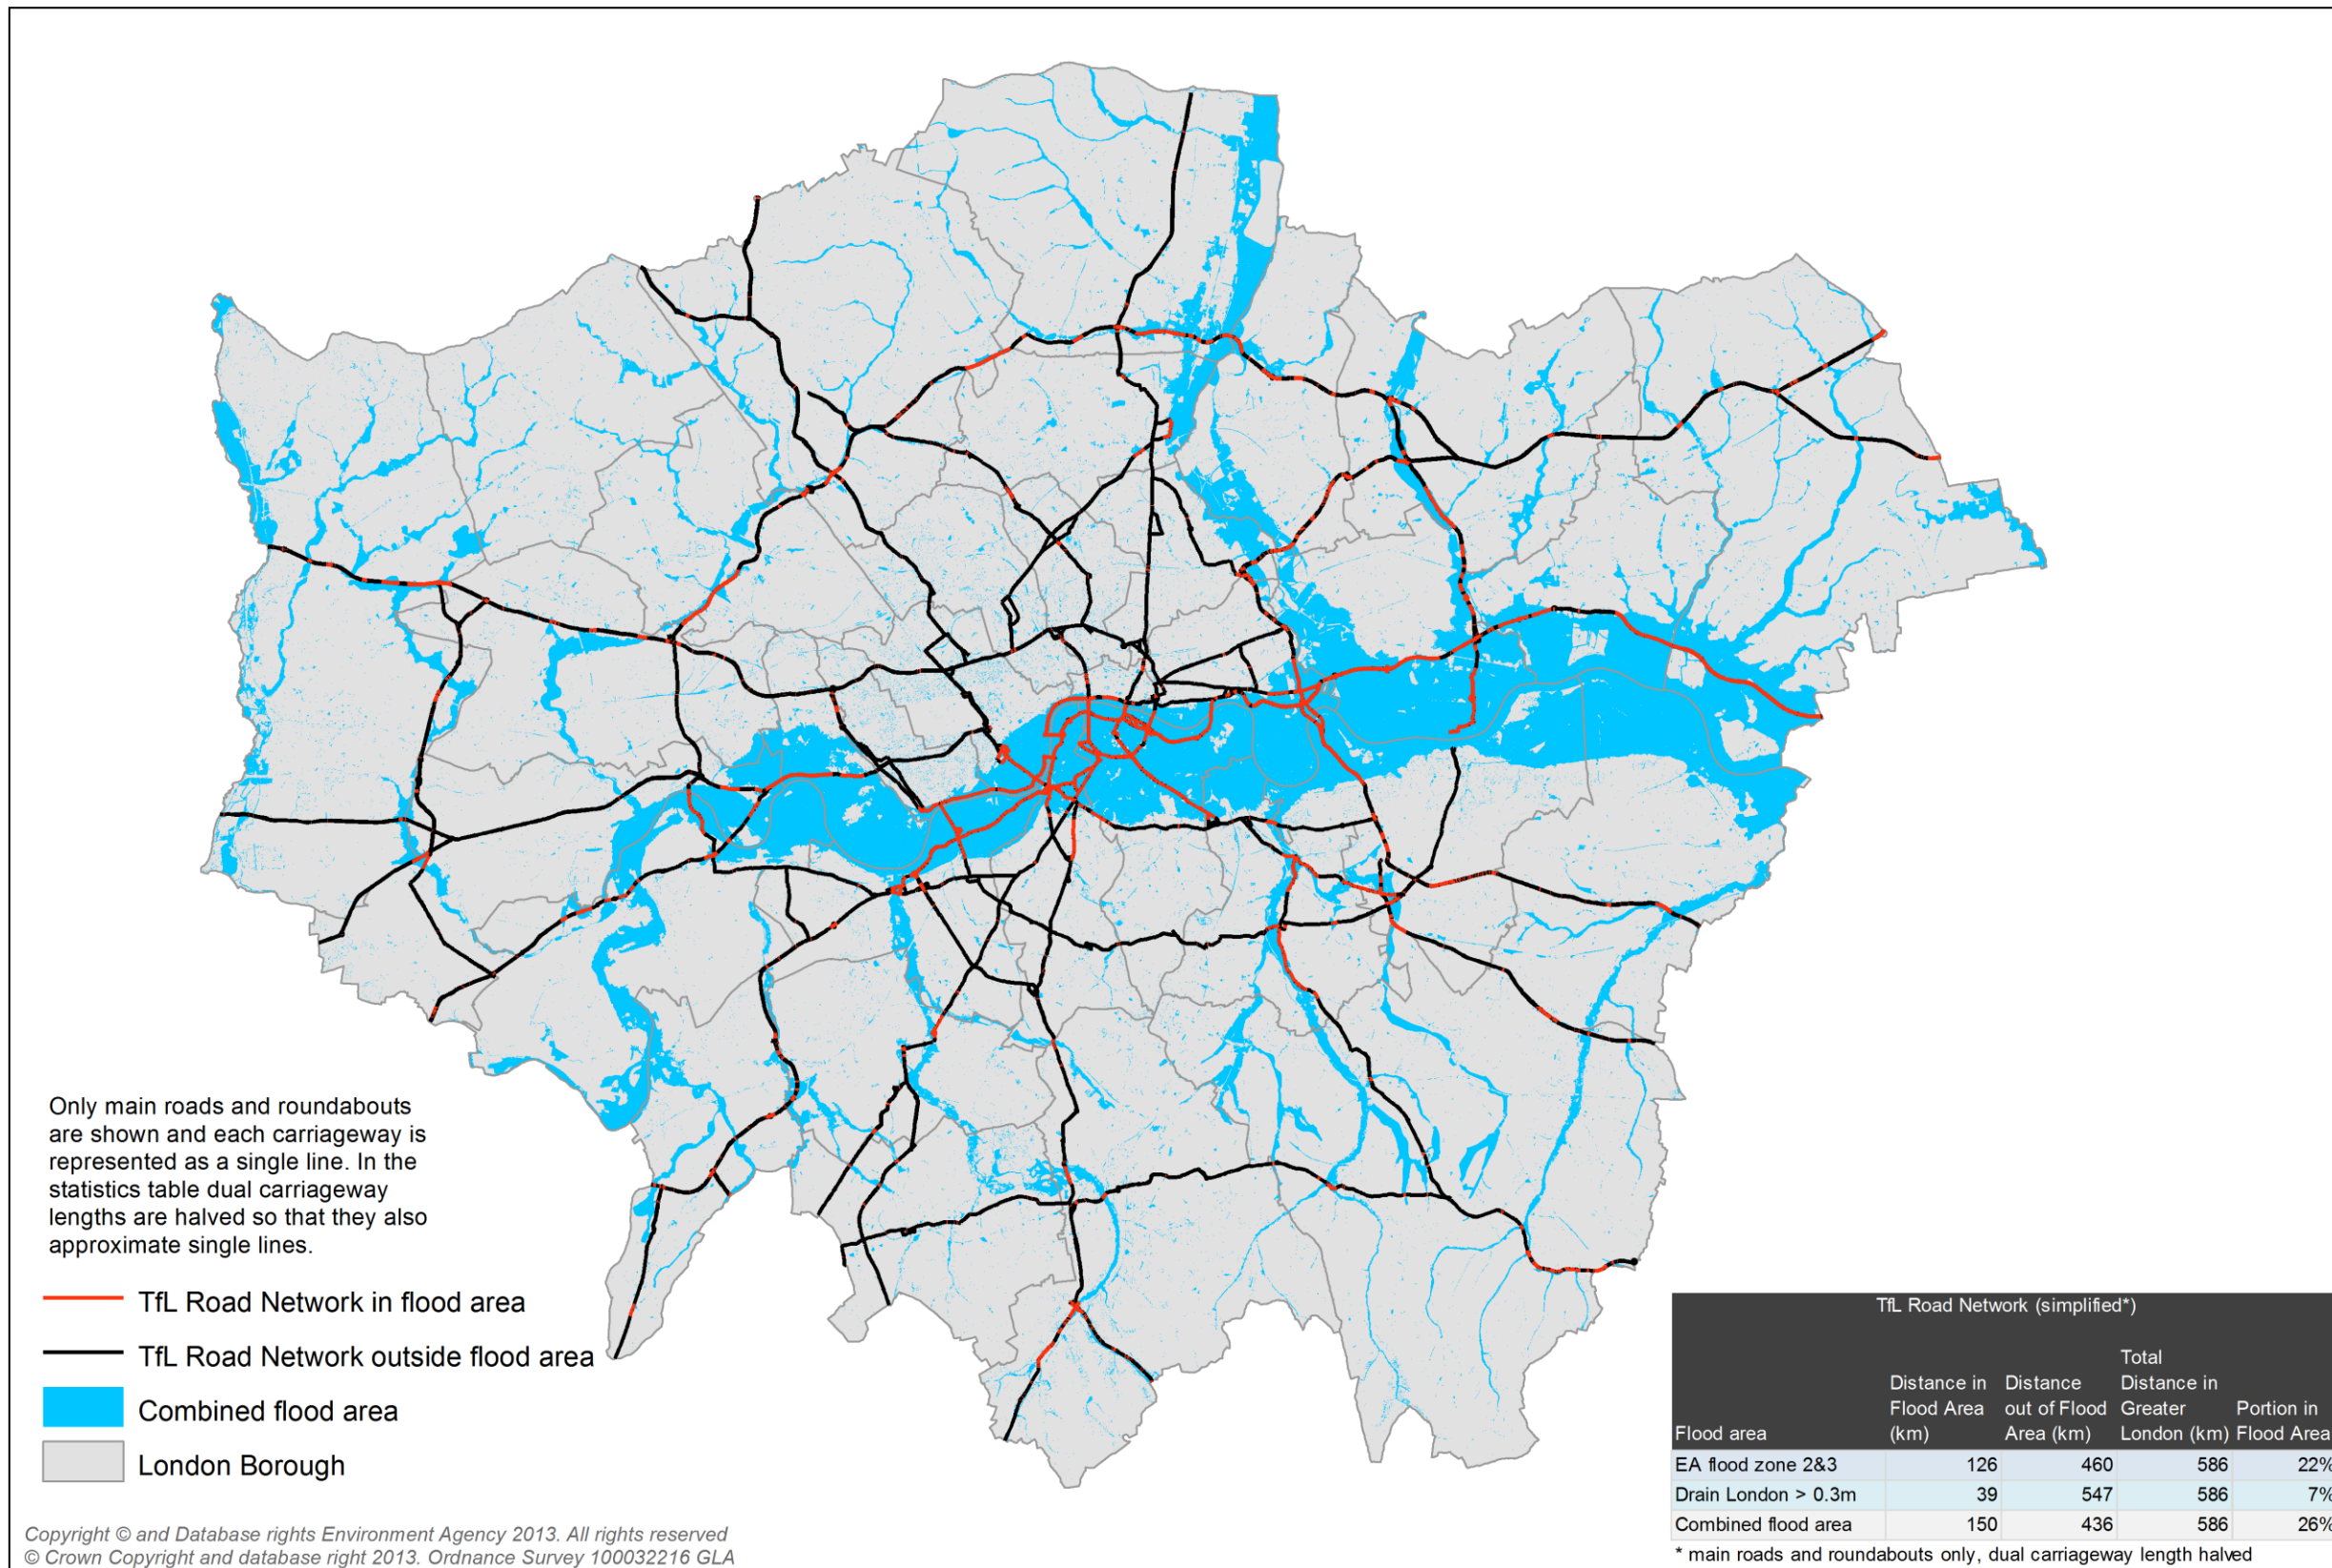 Only main roads and roundabouts
are shown and each carriageway is
represented as a single line. In the
statistics table dual carriageway
lengths are halved so that they also
approximate single lines.
TfL Road Network in flood area
TfL Road Network outside flood area
Combined flood area
London Borough
Copyright © and Database rights Environment Agency 2013. All rights reserved
© Crown Copyright and database right 2013. Ordnance Survey 100032216 GLA
TfL Road Network (simplified*)
Total
Distance in Distance Distance in
Flood Area out of Flood Greater Portion in
Flood area (km) Area (km) London (km) Flood Area
EA flood zone 2&3 126 460 586 22%
Drain London > 0.3m 39 547 586 7%
Combined flood area 150 436 586 26%
* main roads and roundabouts only, dual carriageway length halved